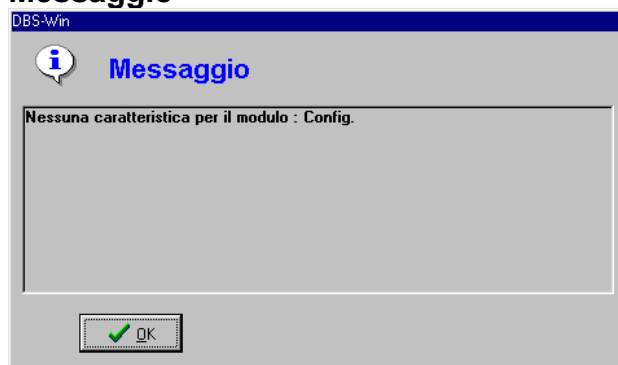 Messaggio
DBS-Win
Messaggio
Nessuna caratteristica per il modulo : Config.
OK